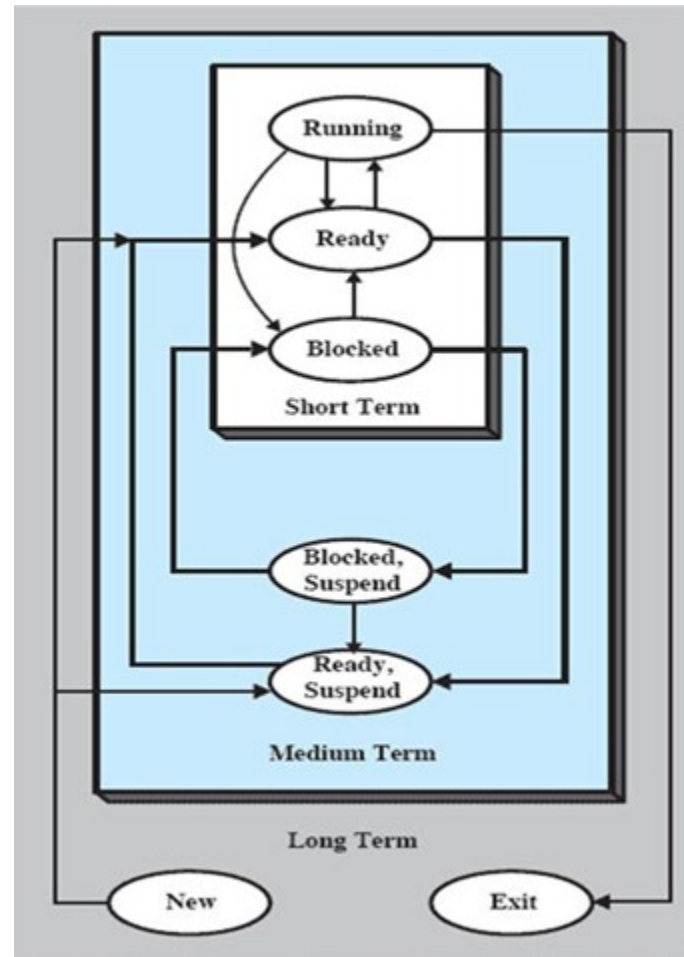 Running
Ready
Blocked
Short Term
Blocked,
Suspend
Ready,
Suspend
Medium Term
Long Term
New
Exit